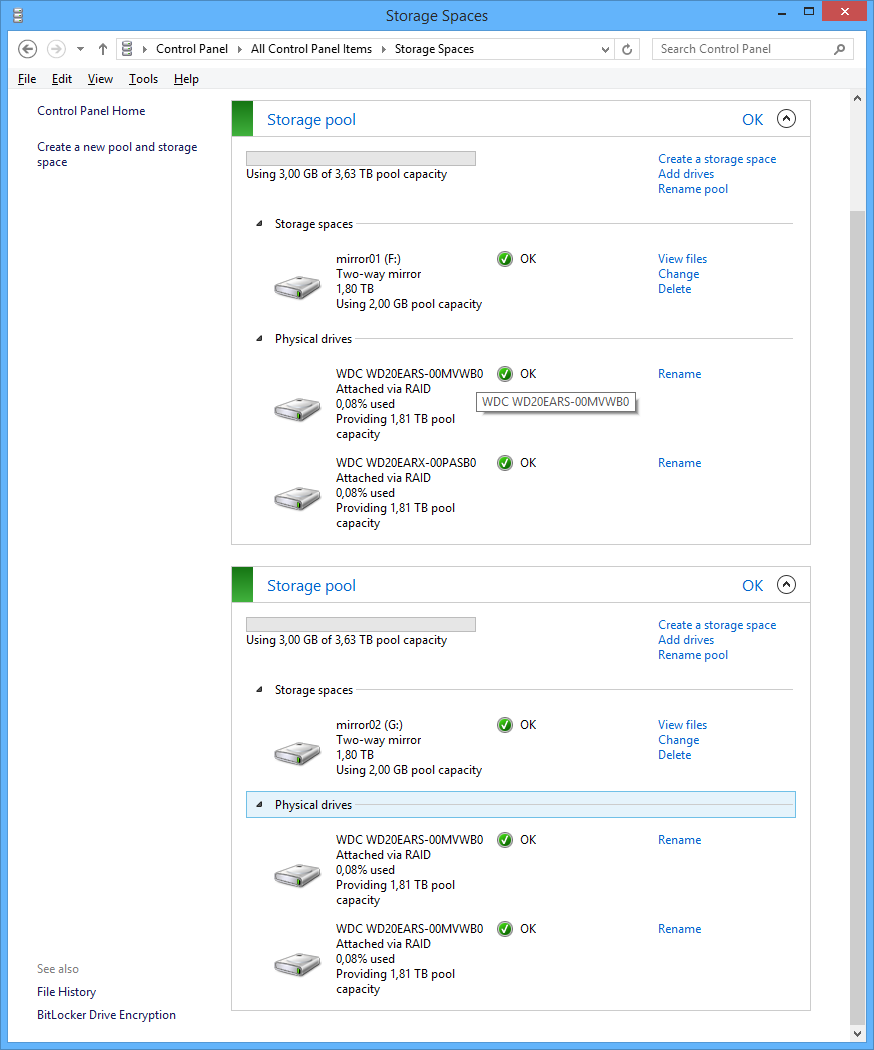 Storage Spaces
Control Panel
All Control Panel Items
Storage Spaces
Search Control Panel
File Edit View Tools Help
Control Panel Home
Create a new pool and storage
space
Storage pool
OK
Using 3,00 GB of 3,63 TB pool capacity
Create a storage space
Add drives
Rename pool
Storage spaces
mirror01 (F:)
Two-way mirror
1,80 TB
Using 2,00 GB pool capacity
OK
View files
Change
Delete
Physical drives
WDC WD20EARS-00MVWB0
Attached via RAID
0,08% used
Providing 1,81 TB pool
capacity
OK
Rename
WDC WD20EARS-00MVWB0
WDC WD20EARX-00PASB0
Attached via RAID
0,08% used
Providing 1,81 TB pool
capacity
OK
Rename
Storage pool
OK
Using 3,00 GB of 3,63 TB pool capacity
Create a storage space
Add drives
Rename pool
Storage spaces
mirror02 (G:)
Two-way mirror
1,80 TB
Using 2,00 GB pool capacity
OK
View files
Change
Delete
Physical drives
WDC WD20EARS-00MVWB0
Attached via RAID
0,08% used
Providing 1,81 TB pool
capacity
OK
Rename
WDC WD20EARS-00MVWB0
Attached via RAID
0,08% used
Providing 1,81 TB pool
capacity
OK
Rename
See also
File History
BitLocker Drive Encryption